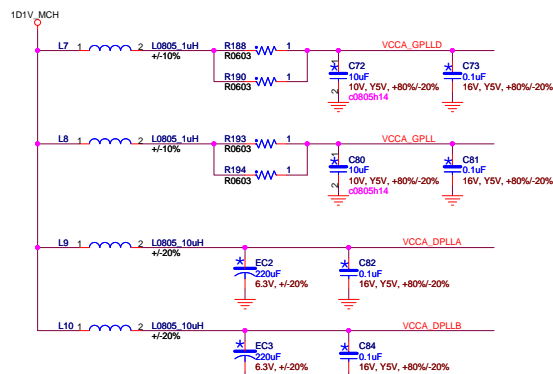 1D1V_MCH
L7 1 2 L0805_1uH
+/-10%
R188 1
R0603
R190 1
R0603
VCCA_GPLLD
1
C72
10uF
2
10V, Y5V, +80%/-20%
c0805h14
C73
0.1uF
16V, Y5V, +80%/-20%
L8 1 2 L0805_1uH
+/-10%
R193 1
R0603
R194 1
R0603
VCCA_GPLL
1
C80
10uF
2
10V, Y5V, +80%/-20%
c0805h14
C81
0.1uF
16V, Y5V, +80%/-20%
L9 1 2 L0805_10uH
+/-20%
VCCA_DPLLA
EC2
220uF
6.3V, +/-20%
C82
0.1uF
16V, Y5V, +80%/-20%
L10 1 2 L0805_10uH
+/-20%
VCCA_DPLLB
EC3
220uF
6.3V, +/-20%
C84
0.1uF
16V, Y5V, +80%/-20%